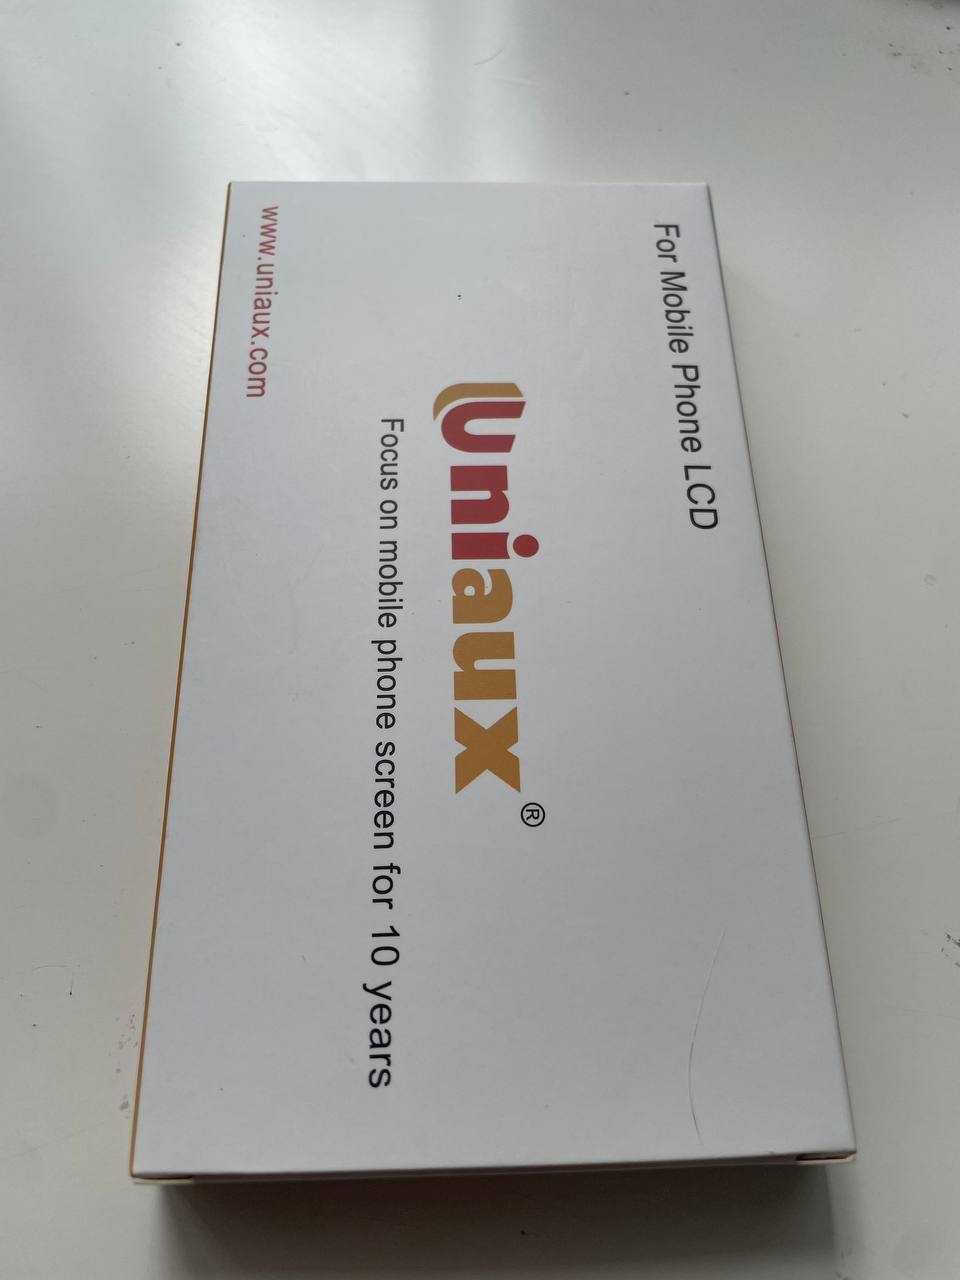 For Mobile Phone LCD
Uniaux®
Focus on mobile phone screen for 10 years
www.uniaux.com